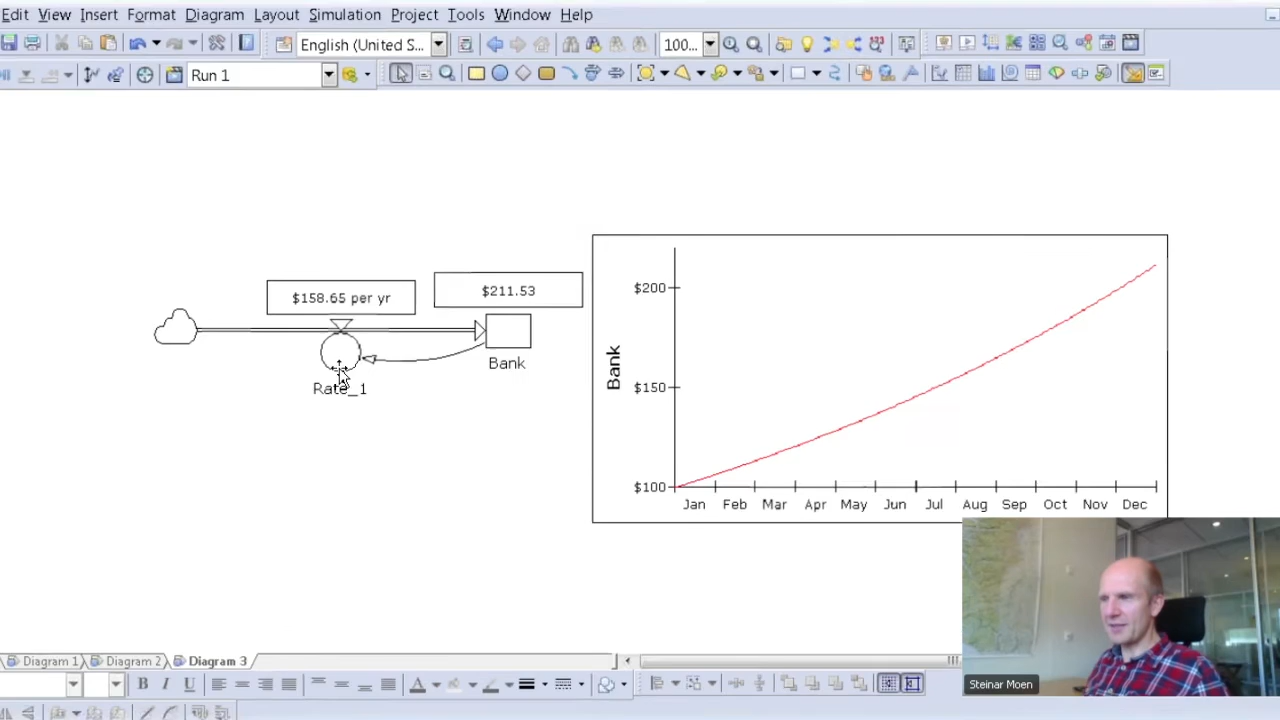 Edit View Insert Format Diagram Layout Simulation Project Tools Window Help
English (United S... 100...
Run 1
$158.65 per yr
$211.53
Bank
Rate_1
Bank
$200
$150
$100
Jan Feb Mar Apr May Jun Jul Aug Sep Oct Nov Dec
Steinar Moen
Diagram 1 Diagram 2 Diagram 3
B I U A